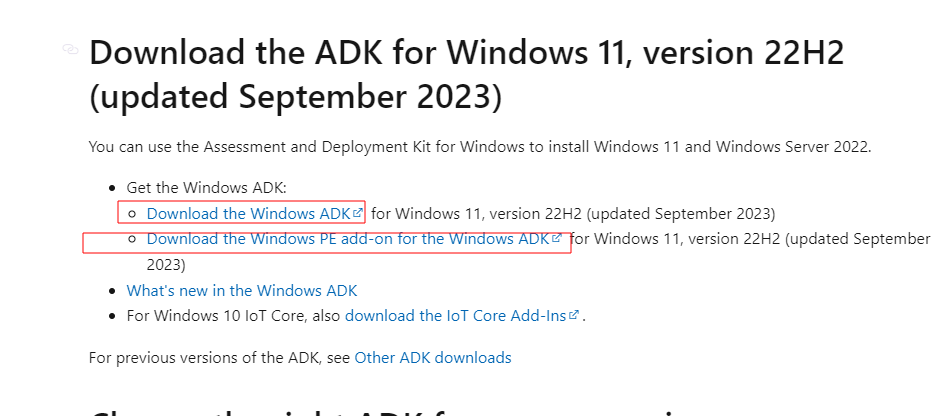 Download the ADK for Windows 11, version 22H2
(updated September 2023)
You can use the Assessment and Deployment Kit for Windows to install Windows 11 and Windows Server 2022.
Get the Windows ADK:
Download the Windows ADK for Windows 11, version 22H2 (updated September 2023)
Download the Windows PE add-on for the Windows ADK for Windows 11, version 22H2 (updated September
2023)
What's new in the Windows ADK
For Windows 10 IoT Core, also download the IoT Core Add-Ins .
For previous versions of the ADK, see Other ADK downloads